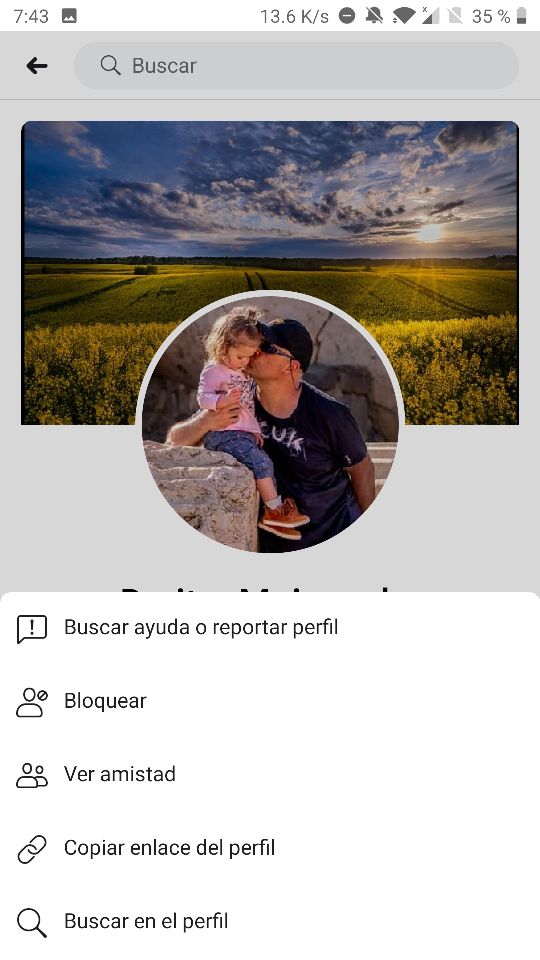 7:43 13.6 K/s 35 %
Buscar
Buscar ayuda o reportar perfil
Bloquear
Ver amistad
Copiar enlace del perfil
Buscar en el perfil